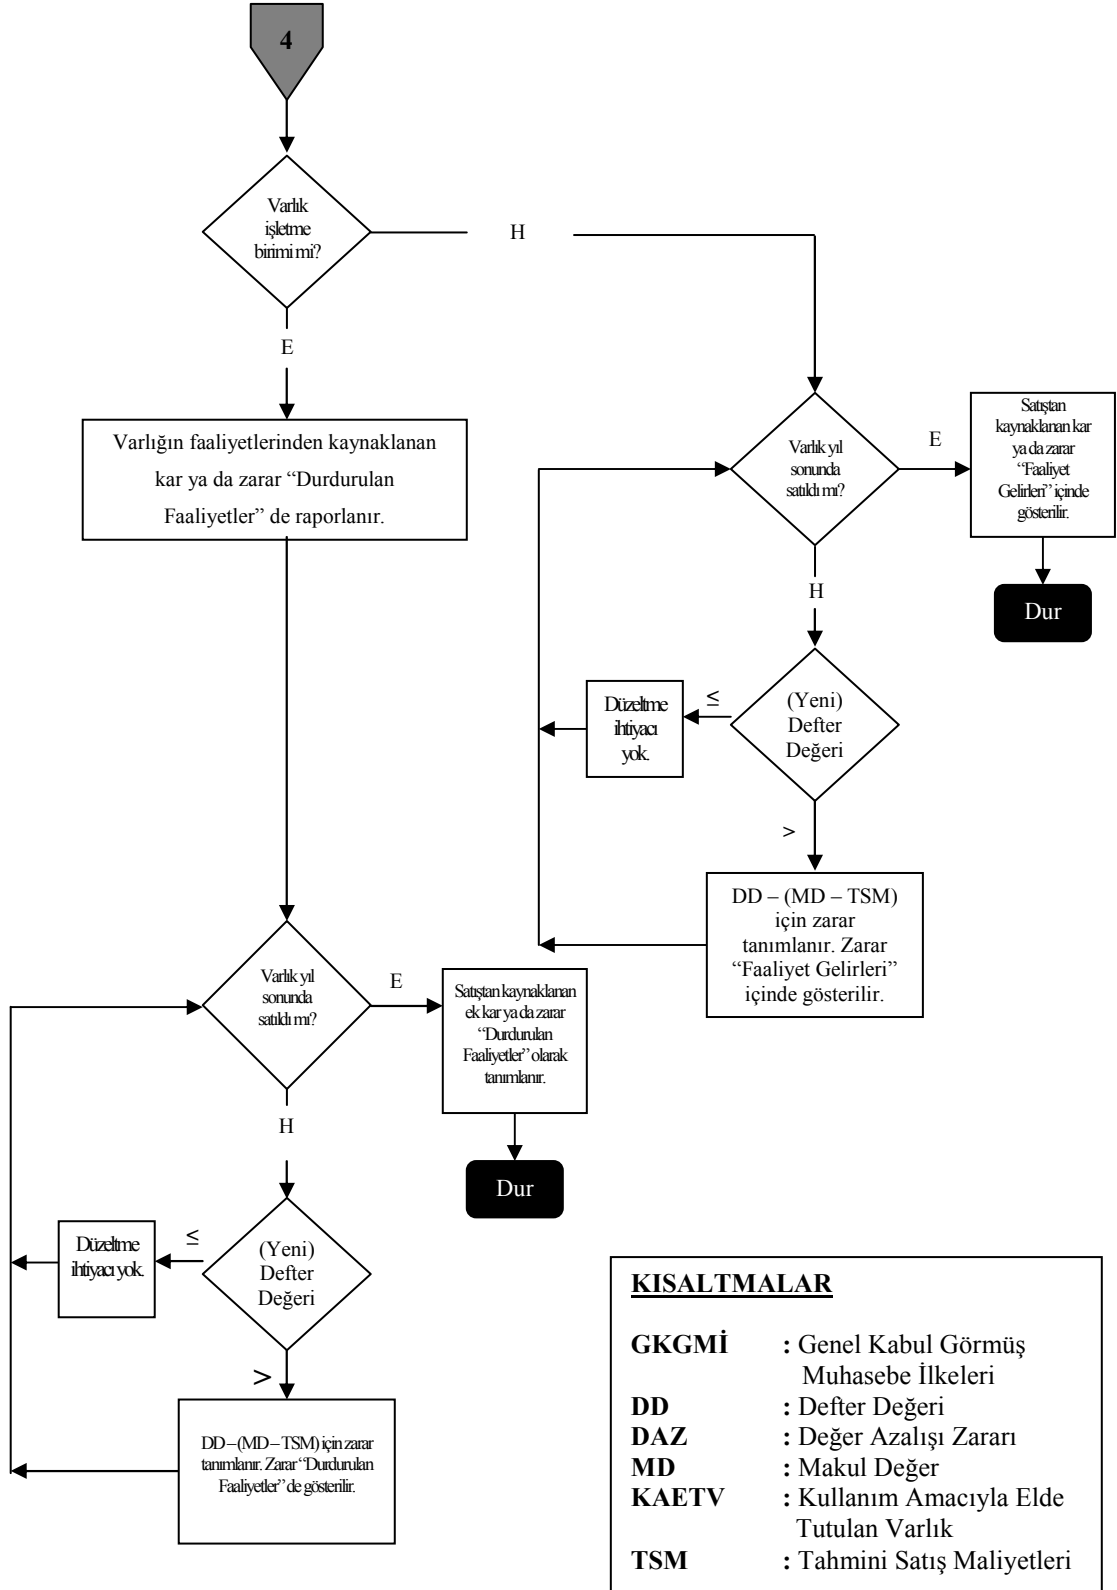 4
Varlık
işletme
birimi mi?
H
E
Varlığın faaliyetlerinden kaynaklanan
kar ya da zarar “Durdurulan
Faaliyetler” de raporlanır.
Varlık yıl
sonunda
satıldı mı?
E
Satıştan
kaynaklanan kar
ya da zarar
“Faaliyet
Gelirleri” içinde
gösterilir.
Dur
H
(Yeni)
Defter
Değeri
≤
Düzeltme
ihtiyacı
yok.
>
DD – (MD – TSM)
için zarar
tanımlanır. Zarar
“Faaliyet Gelirleri”
içinde gösterilir.
Varlık yıl
sonunda
satıldı mı?
E
Satıştan kaynaklanan
ek kar ya da zarar
“Durdurulan
Faaliyetler” olarak
tanımlanır.
Dur
H
(Yeni)
Defter
Değeri
≤
Düzeltme
ihtiyacı yok.
>
DD – (MD – TSM) için zarar
tanımlanır. Zarar “Durdurulan
Faaliyetler” de gösterilir.
KISALTMALAR
GKGMİ : Genel Kabul Görmüş
Muhasebe İlkeleri
DD : Defter Değeri
DAZ : Değer Azalışı Zararı
MD : Makul Değer
KAETV : Kullanım Amacıyla Elde
Tutulan Varlık
TSM : Tahmini Satış Maliyetleri